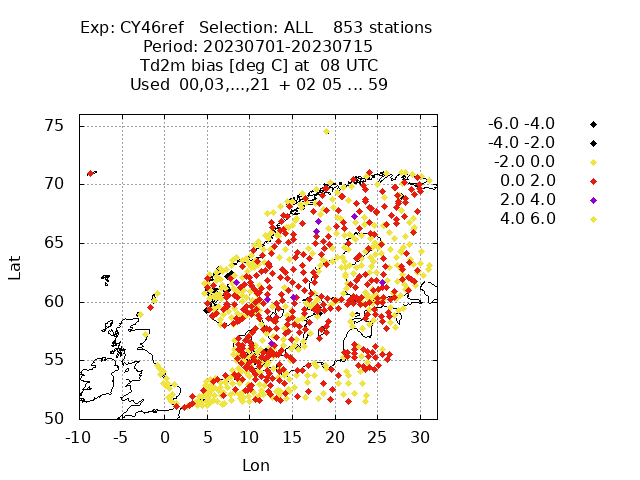 Exp: CY46ref   Selection: ALL    853 stations
Period: 20230701-20230715
Td2m bias [deg C] at  08 UTC
Used  00,03,...,21  + 02 05 ... 59
-6.0 -4.0
-4.0 -2.0
-2.0 0.0
0.0 2.0
2.0 4.0
4.0 6.0
75
70
65
60
55
50
Lat
-10 -5 0 5 10 15 20 25 30
Lon